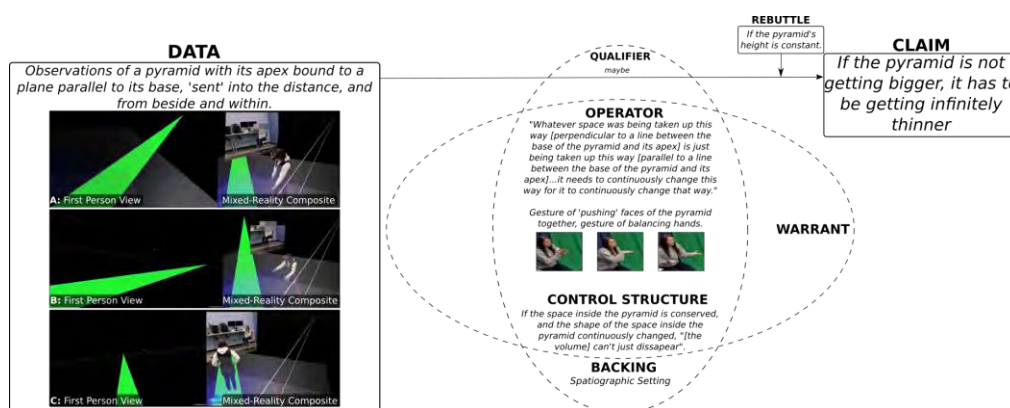 DATA
Observations of a pyramid with its apex bound to a
plane parallel to its base, 'sent' into the distance, and
from beside and within.
A: First Person View
Mixed-Reality Composite
B: First Person View
Mixed-Reality Composite
C: First Person View
Mixed-Reality Composite
QUALIFIER
maybe
OPERATOR
"Whatever space was being taken up this
way [perpendicular to a line between the
base of the pyramid and its apex] is just
being taken up this way [parallel to a line
between the base of the pyramid and its
apex]...it needs to continuously change this
way for it to continuously change that way."
Gesture of 'pushing' faces of the pyramid
together, gesture of balancing hands.
CONTROL STRUCTURE
If the space inside the pyramid is conserved,
and the shape of the space inside the
pyramid continuously changed, "[the
volume] can't just dissapear".
BACKING
Spatiographic Setting
WARRANT
REBUTTLE
If the pyramid's
height is constant.
CLAIM
If the pyramid is not
getting bigger, it has to
be getting infinitely
thinner